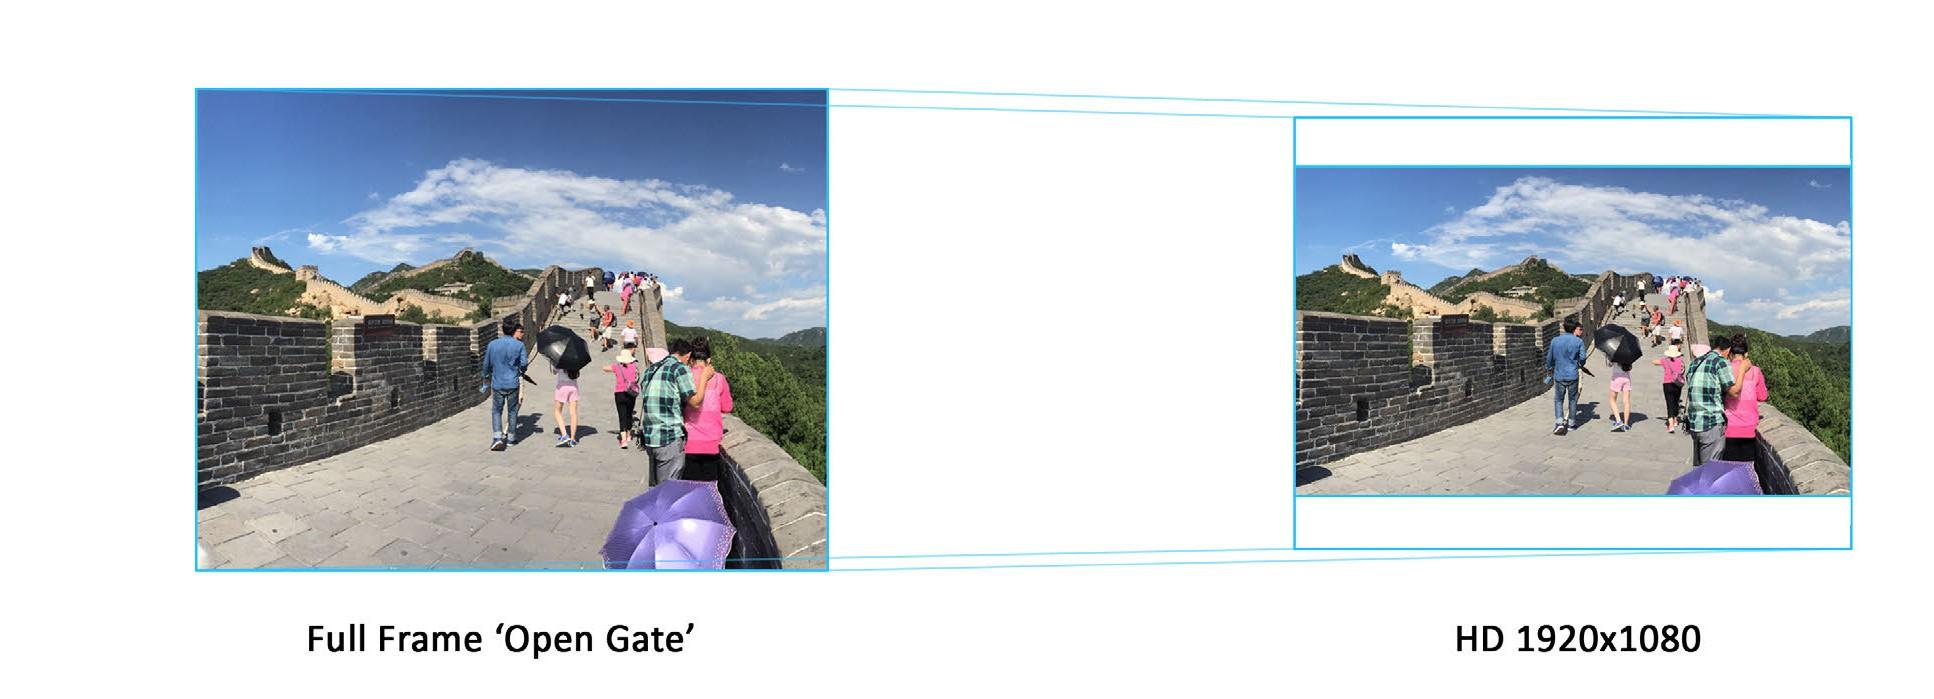 Full Frame ‘Open Gate’
HD 1920x1080